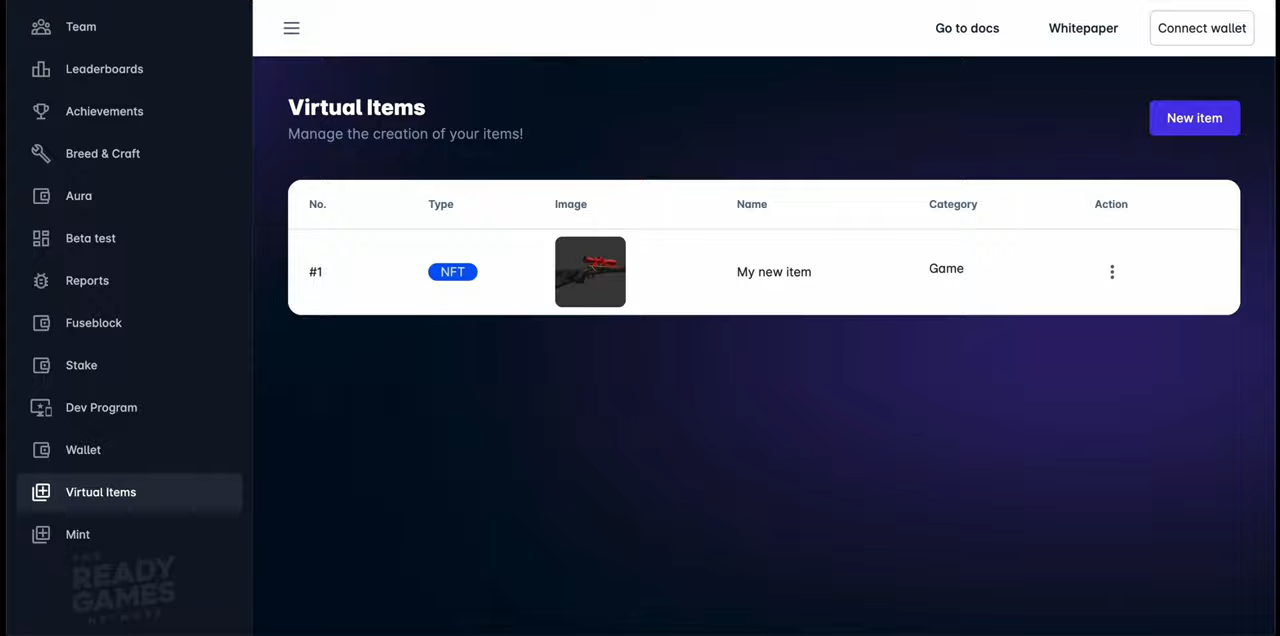 Team
Leaderboards
Achievements
Breed & Craft
Aura
Beta test
Reports
Fuseblock
Stake
Dev Program
Wallet
Virtual Items
Mint
THE
READY
GAMES
NETWORK
Go to docs
Whitepaper
Connect wallet
Virtual Items
Manage the creation of your items!
New item
No. Type Image Name Category Action
#1 NFT My new item Game